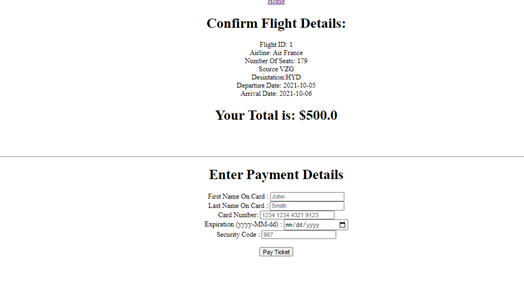 Home
Confirm Flight Details:
Flight ID: 1
Airline: Air France
Number Of Seats: 179
Source VZG
Desintation:HYD
Departure Date: 2021-10-05
Arrival Date: 2021-10-06
Your Total is: $500.0
Enter Payment Details
First Name On Card : John
Last Name On Card : Smith
Card Number: 1234 1234 4321 9123
Expiration (yyyy-MM-dd) : mm/dd/yyyy
Security Code : 987
Pay Ticket